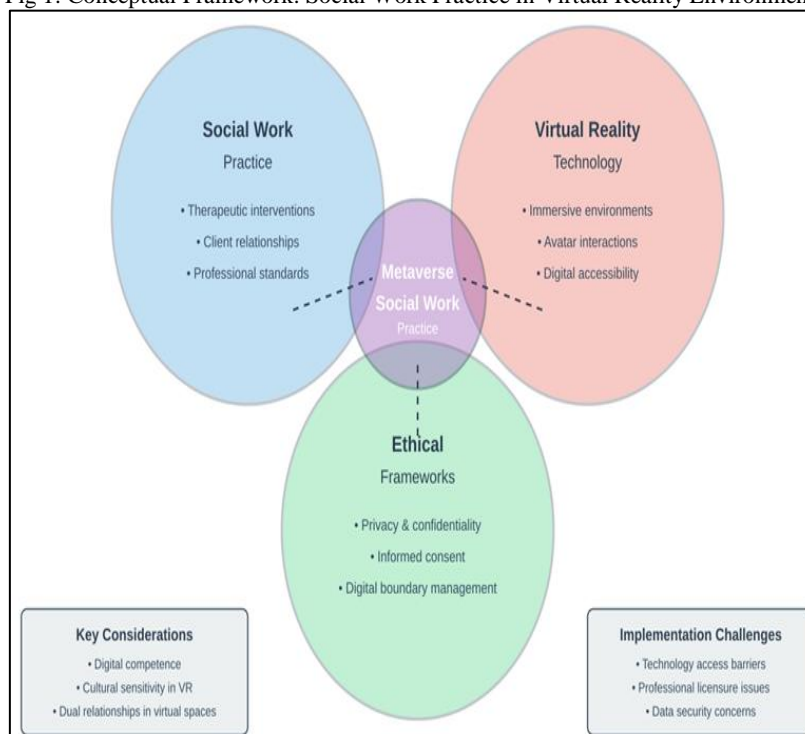 Fig 1: Conceptual Framework: Social Work Practice in Virtual Reality Environmen
Social Work
Practice
• Therapeutic interventions
• Client relationships
• Professional standards
Virtual Reality
Technology
• Immersive environments
• Avatar interactions
• Digital accessibility
Metaverse
Social Work
Practice
Ethical
Frameworks
• Privacy & confidentiality
• Informed consent
• Digital boundary management
Key Considerations
• Digital competence
• Cultural sensitivity in VR
• Dual relationships in virtual spaces
Implementation Challenges
• Technology access barriers
• Professional licensure issues
• Data security concerns